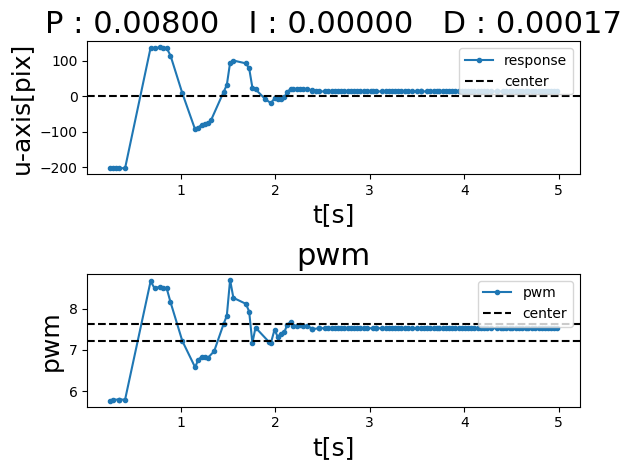 P : 0.00800   I : 0.00000   D : 0.00017
u-axis[pix]
100
0
−100
−200
response
center
1
2
3
4
5
t[s]
pwm
pwm
8
7
6
pwm
center
1
2
3
4
5
t[s]